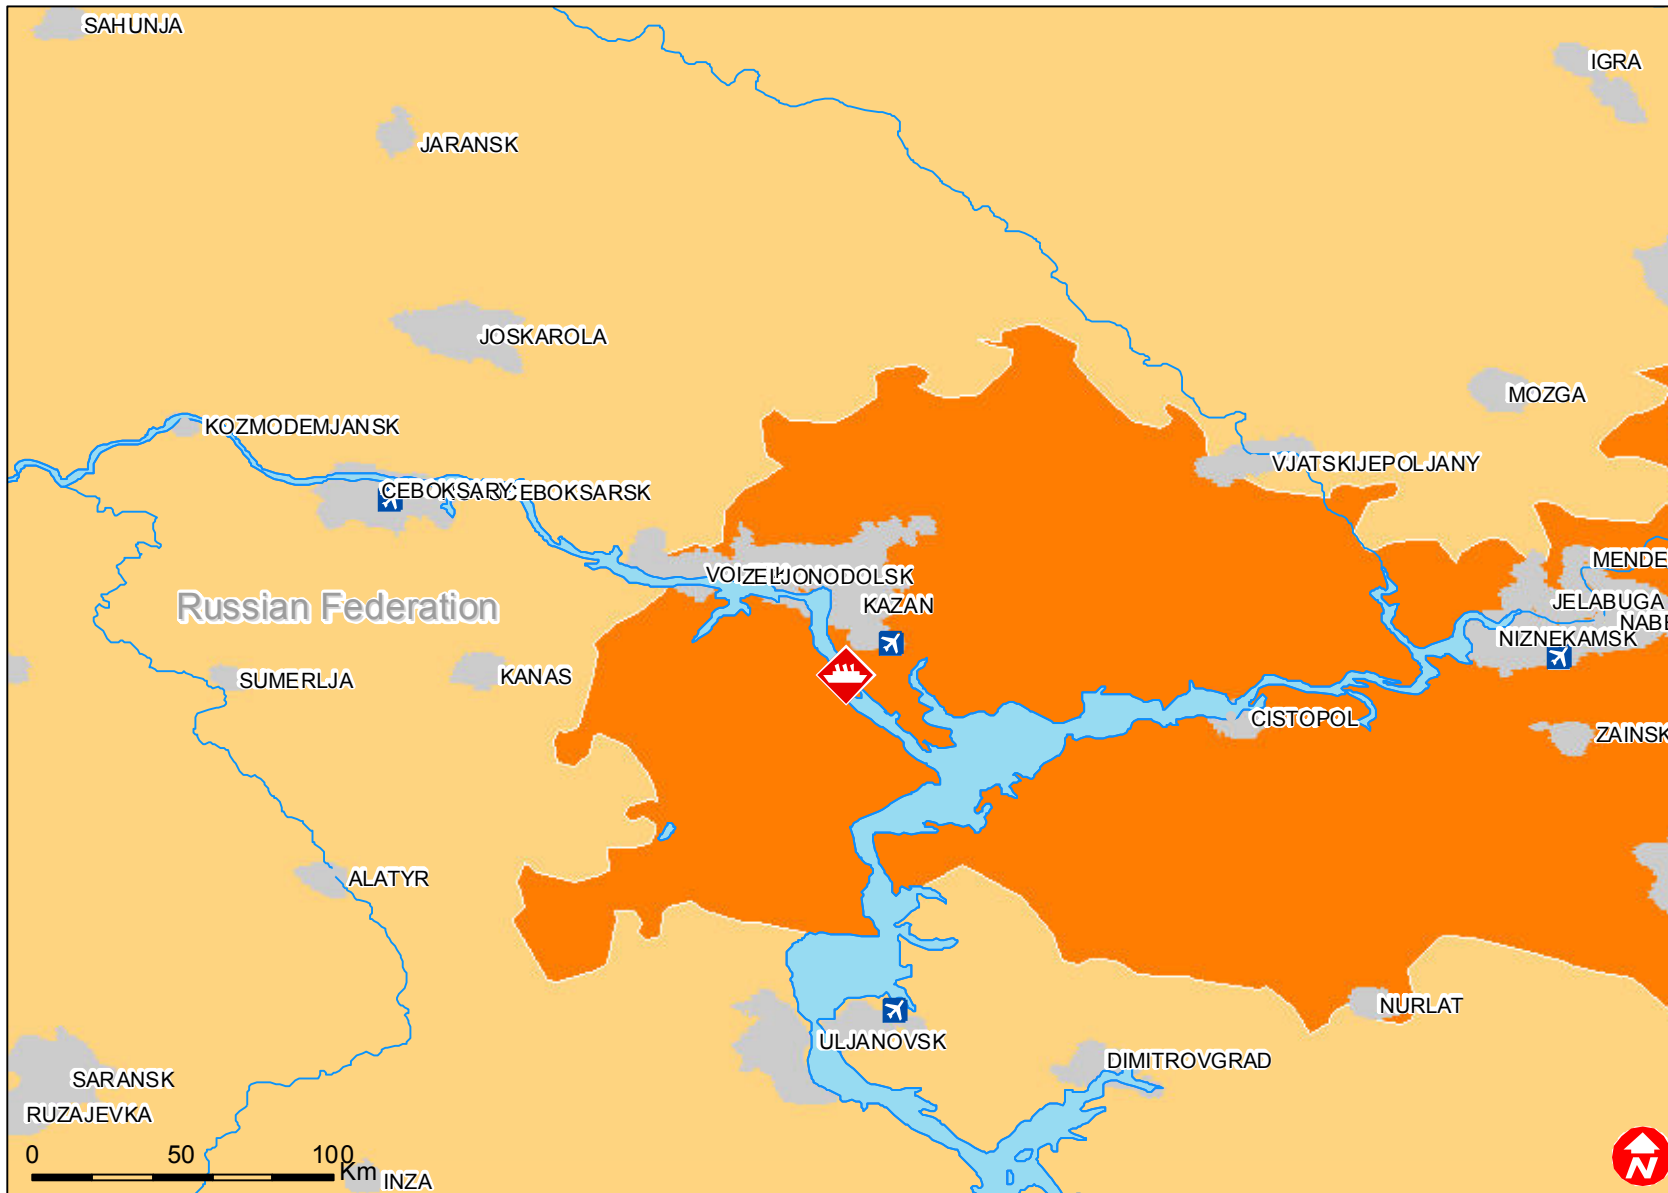 SAHUNJA
IGRA
JARANSK
JOSKAROLA
MOZGA
KOZMODEMJANSK
VJATSKIJEPOLJANY
CEBOKSARY
CEBOKSARSK
MENDE
ZELJONODOLSK
KAZAN
JELABUGA
NABE
Russian Federation
NIZNEKAMSK
SUMERLJA
KANAS
CISTOPOL
ZAINSK
ALATYR
NURLAT
ULJANOVSK
DIMITROVGRAD
SARANSK
RUZAJEVKA
0 50 100
Km
INZA
N